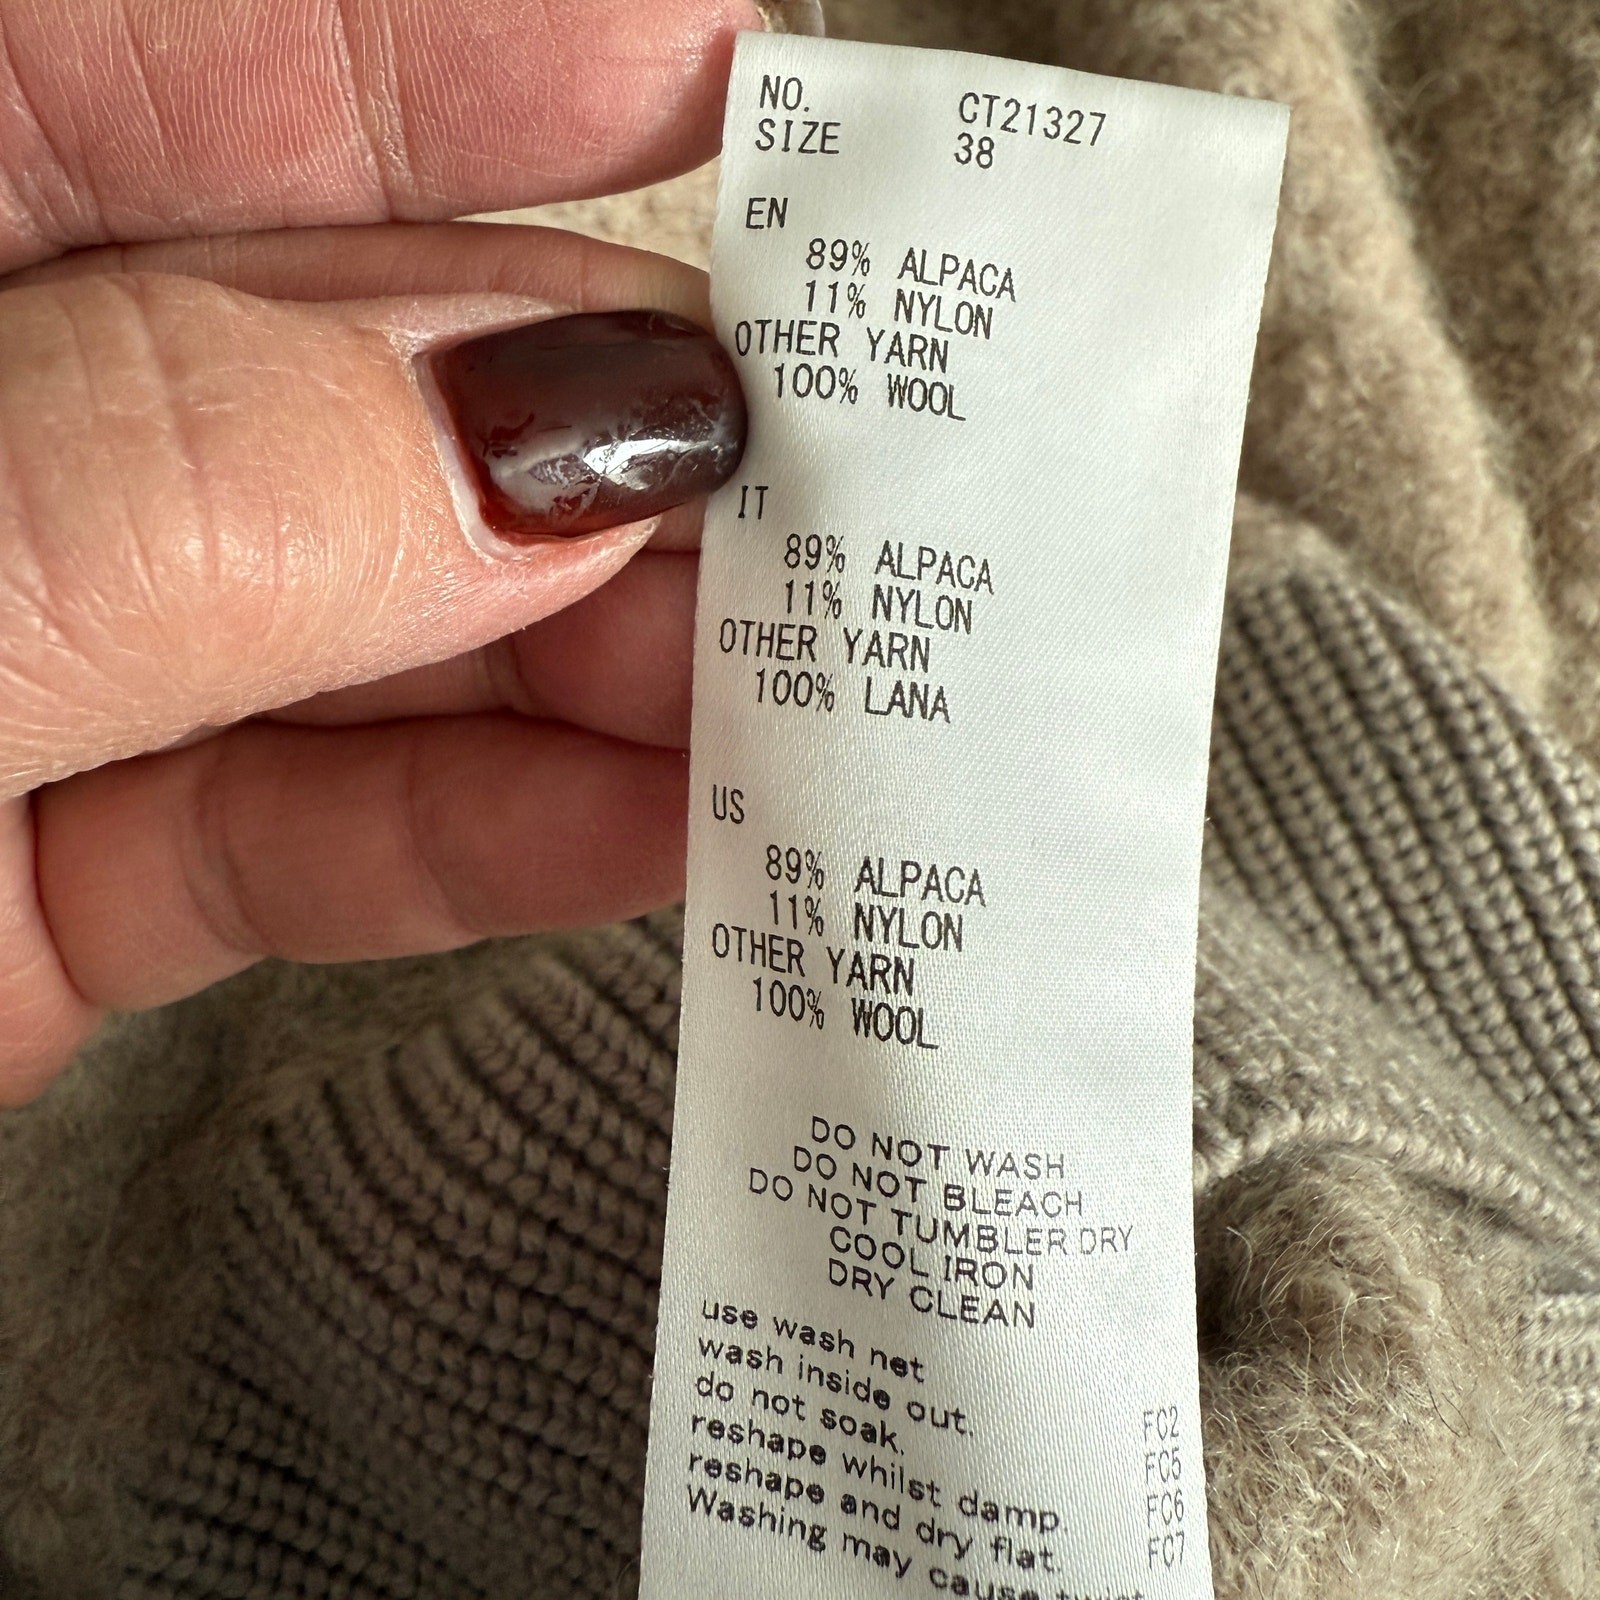 NO. CT21327
SIZE 38
EN
89% ALPACA
11% NYLON
OTHER YARN
100% WOOL
IT
89% ALPACA
11% NYLON
OTHER YARN
100% LANA
US
89% ALPACA
11% NYLON
OTHER YARN
100% WOOL
DO NOT WASH
DO NOT BLEACH
DO NOT TUMBLER DRY
COOL IRON
DRY CLEAN
use wash net
wash inside out. FC2
do not soak. FC5
reshape whilst damp. FC6
reshape and dry flat. FC7
Washing may cause